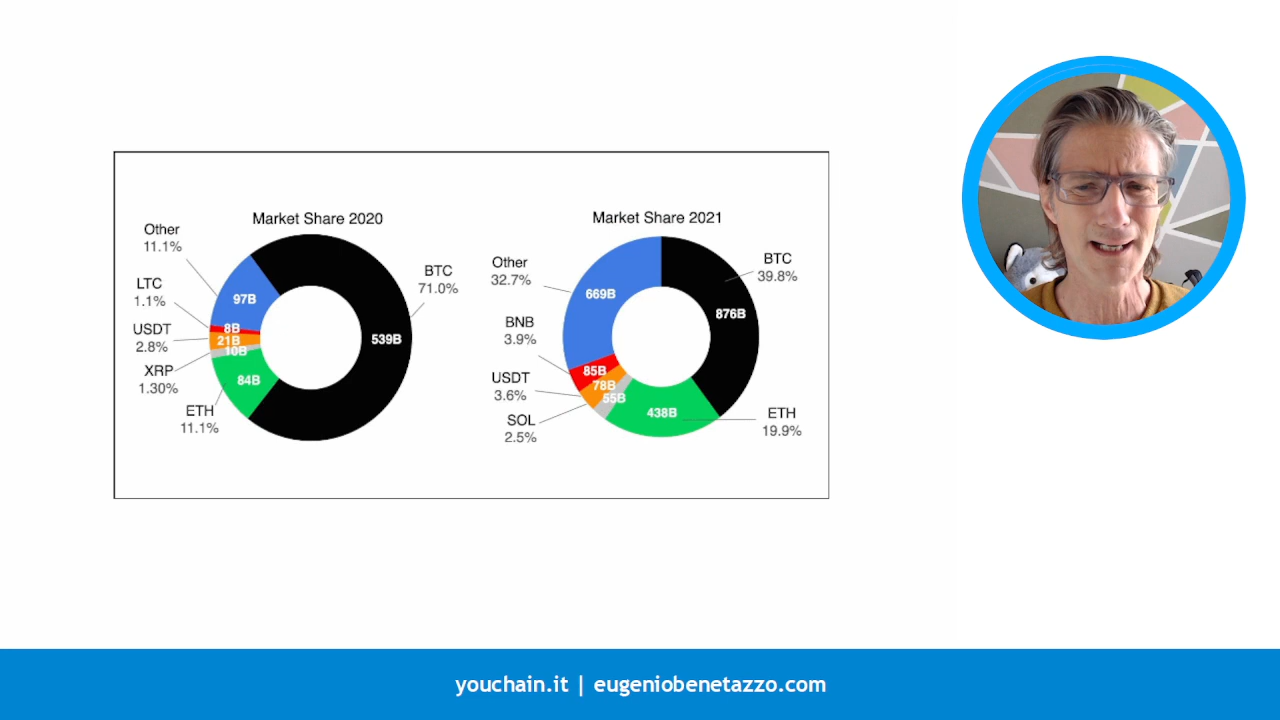 Market Share 2020
Other
11.1%
LTC
1.1%
USDT
2.8%
XRP
1.30%
ETH
11.1%
BTC
71.0%
97B
8B
21B
10B
84B
539B
Market Share 2021
Other
32.7%
BNB
3.9%
USDT
3.6%
SOL
2.5%
BTC
39.8%
ETH
19.9%
669B
85B
78B
55B
438B
876B
youchain.it | eugeniobenetazzo.com